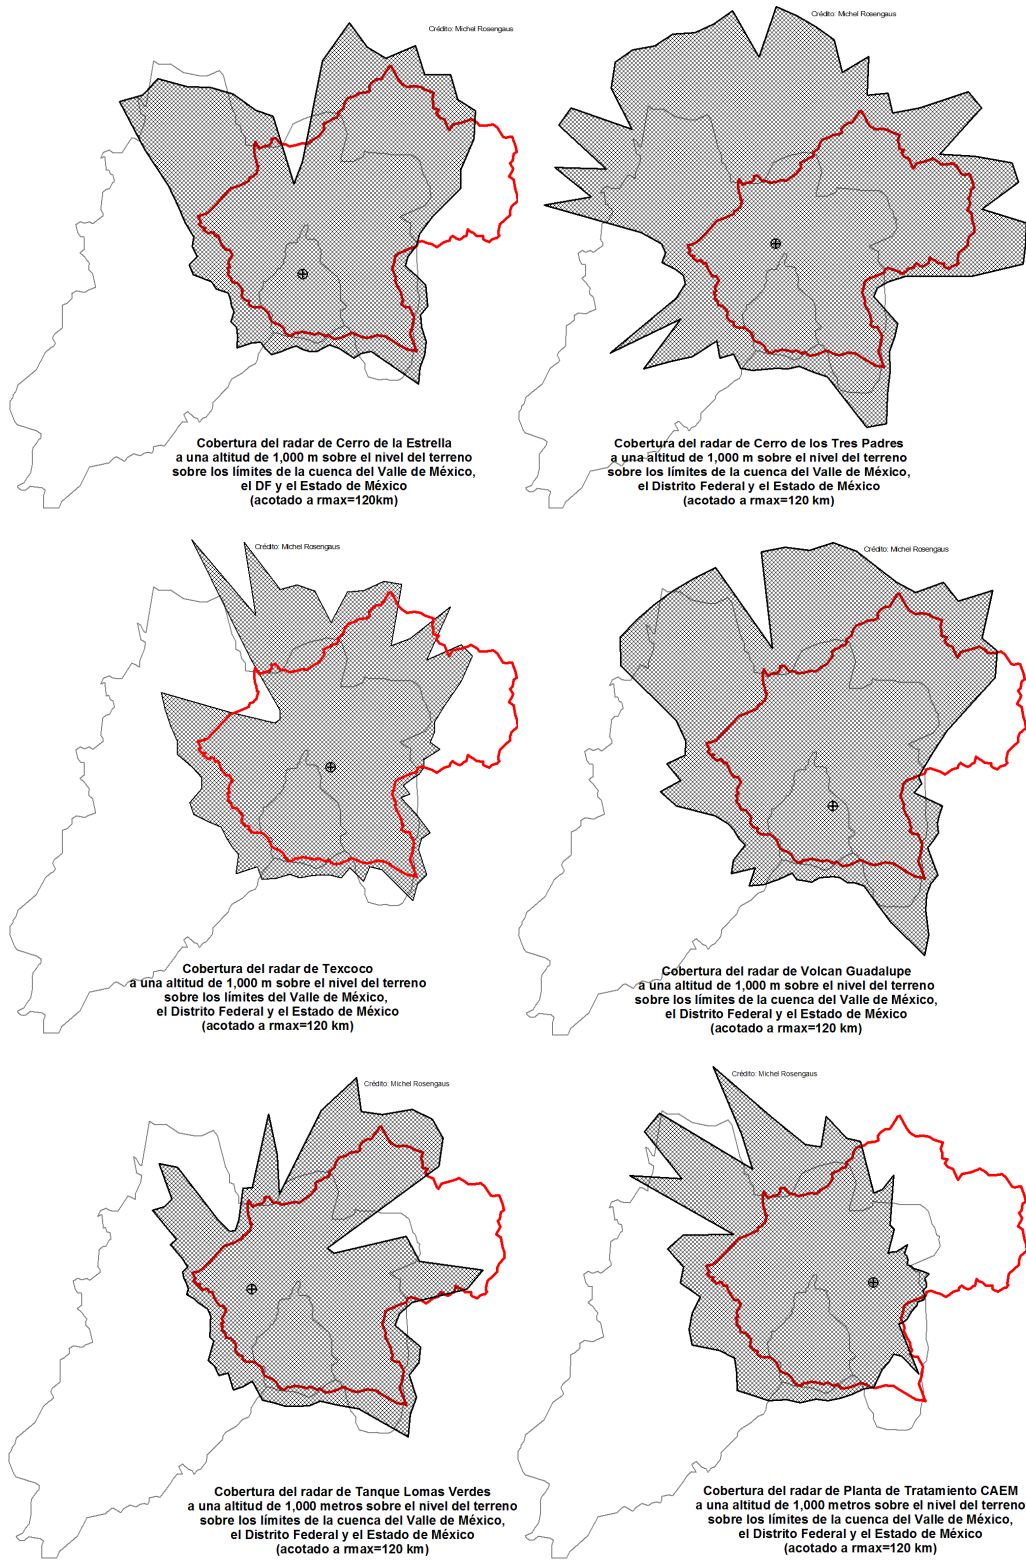 Crédito: Michel Rosengaus
Cobertura del radar de Cerro de la Estrella
a una altitud de 1,000 m sobre el nivel del terreno
sobre los límites de la cuenca del Valle de México,
el DF y el Estado de México
(acotado a rmax=120km)
Crédito: Michel Rosengaus
Cobertura del radar de Cerro de los Tres Padres
a una altitud de 1,000 m sobre el nivel del terreno
sobre los límites de la cuenca del Valle de México,
el Distrito Federal y el Estado de México
(acotado a rmax=120 km)
Crédito: Michel Rosengaus
Cobertura del radar de Texcoco
a una altitud de 1,000 m sobre el nivel del terreno
sobre los límites del Valle de México,
el Distrito Federal y el Estado de México
(acotado a rmax=120 km)
Crédito: Michel Rosengaus
Cobertura del radar de Volcan Guadalupe
a una altitud de 1,000 m sobre el nivel del terreno
sobre los límites de la cuenca del Valle de México,
el Distrito Federal y el Estado de México
(acotado a rmax=120 km)
Crédito: Michel Rosengaus
Cobertura del radar de Tanque Lomas Verdes
a una altitud de 1,000 metros sobre el nivel del terreno
sobre los límites de la cuenca del Valle de México,
el Distrito Federal y el Estado de México
(acotado a rmax=120 km)
Crédito: Michel Rosengaus
Cobertura del radar de Planta de Tratamiento CAEM
a una altitud de 1,000 metros sobre el nivel del terreno
sobre los límites de la cuenca del Valle de México,
el Distrito Federal y el Estado de México
(acotado a rmax=120 km)